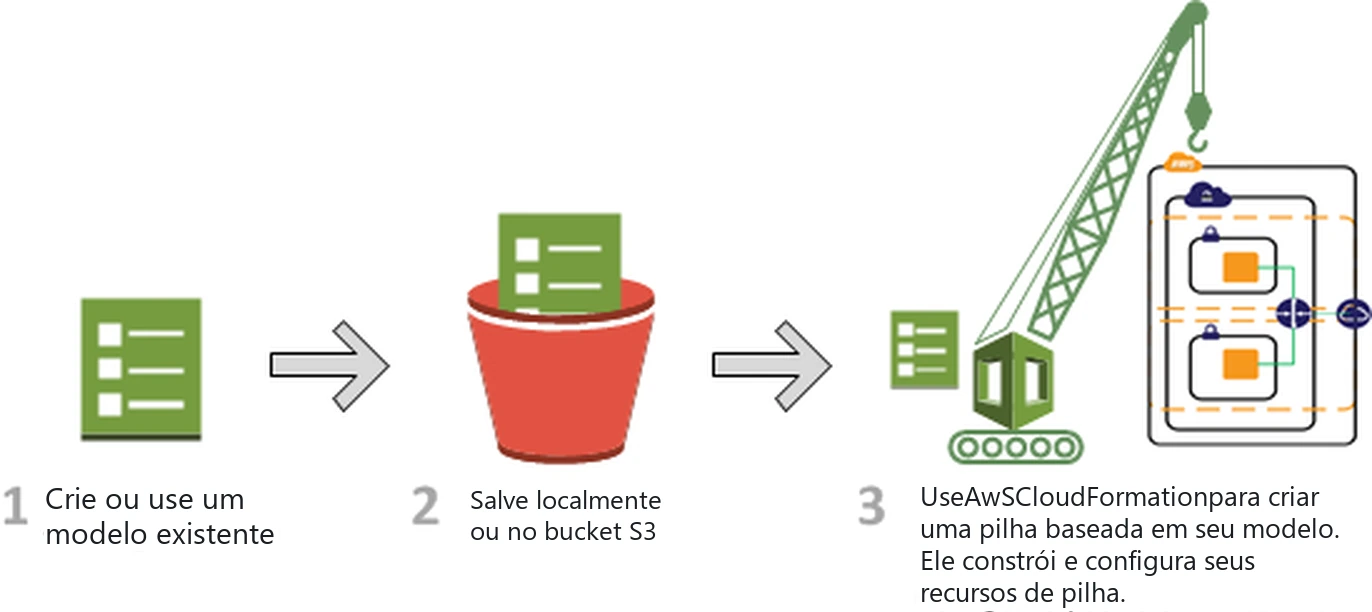 aws
1
Crie ou use um
modelo existente
2
Salve localmente
ou no bucket S3
3
UseAwSCloudFormationpara criar
uma pilha baseada em seu modelo.
Ele constrói e configura seus
recursos de pilha.